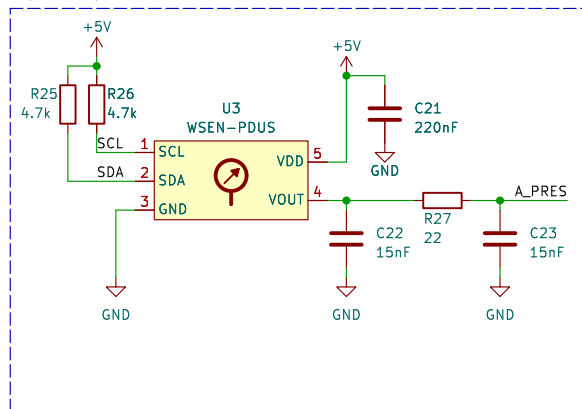 +5V
R25
4.7k
R26
4.7k
SCL
SDA
U3
WSEN-PDUS
1
SCL
2
SDA
3
GND
VDD
5
VOUT
4
GND
+5V
C21
220nF
GND
C22
15nF
GND
R27
22
A_PRES
C23
15nF
GND